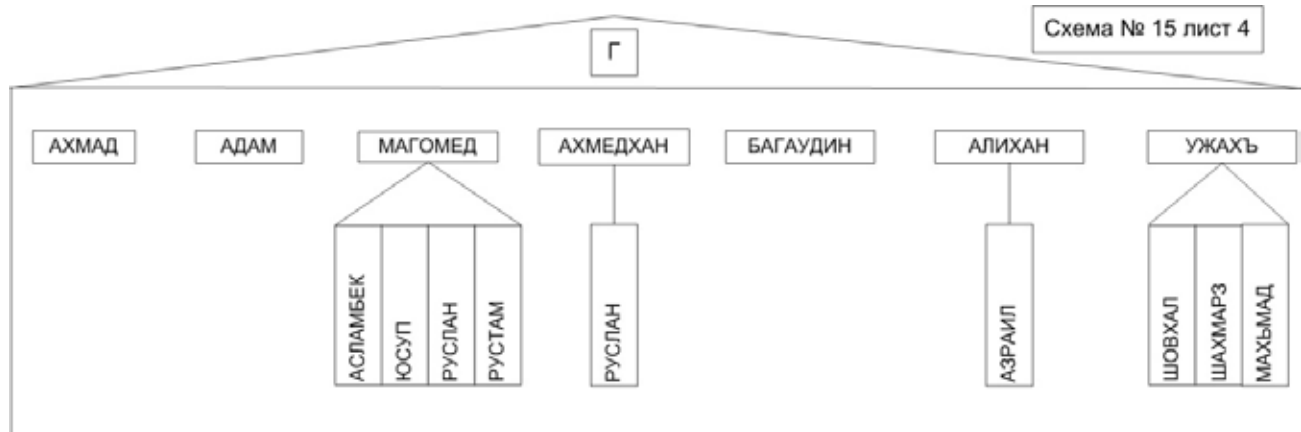 Схема № 15 лист 4
Г
АХМАД
АДАМ
МАГОМЕД
АХМЕДХАН
БАГАУДИН
АЛИХАН
УЖАХЪ
АСЛАМБЕК
ЮСУП
РУСЛАН
РУСТАМ
РУСЛАН
АЗРАИЛ
ШОВХАЛ
ШАХМАРЗ
МАХЬМАД